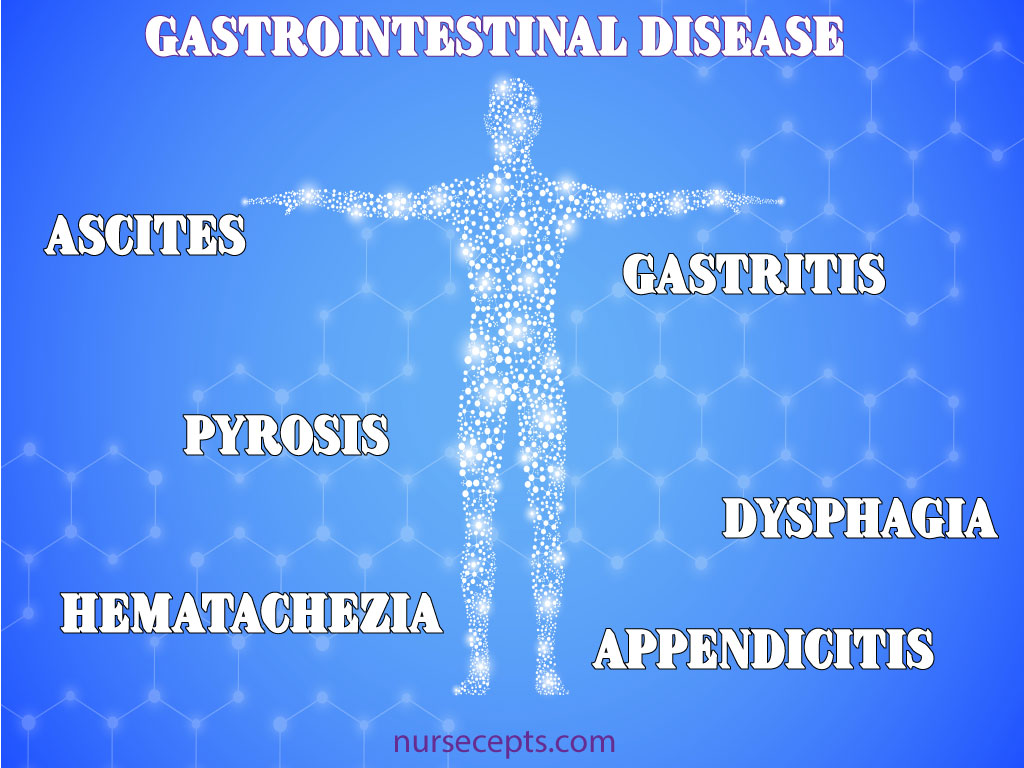 GASTROINTESTINAL DISEASE
ASCITES
GASTRITIS
PYROSIS
DYSPHAGIA
HEMATACHEZIA
APPENDICITIS
nursecepts.com